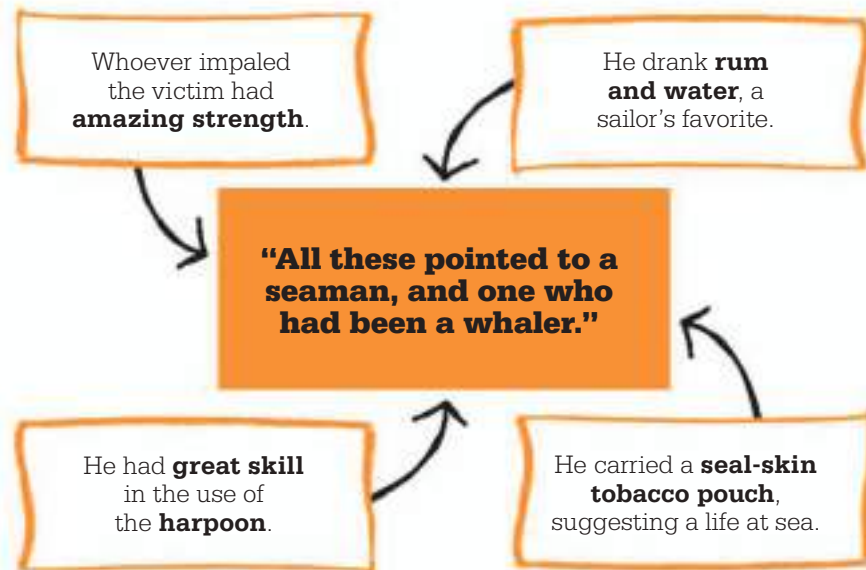 Whoever impaled
the victim had
amazing strength.
He drank rum
and water, a
sailor’s favorite.
“All these pointed to a
seaman, and one who
had been a whaler.”
He had great skill
in the use of
the harpoon.
He carried a seal-skin
tobacco pouch,
suggesting a life at sea.